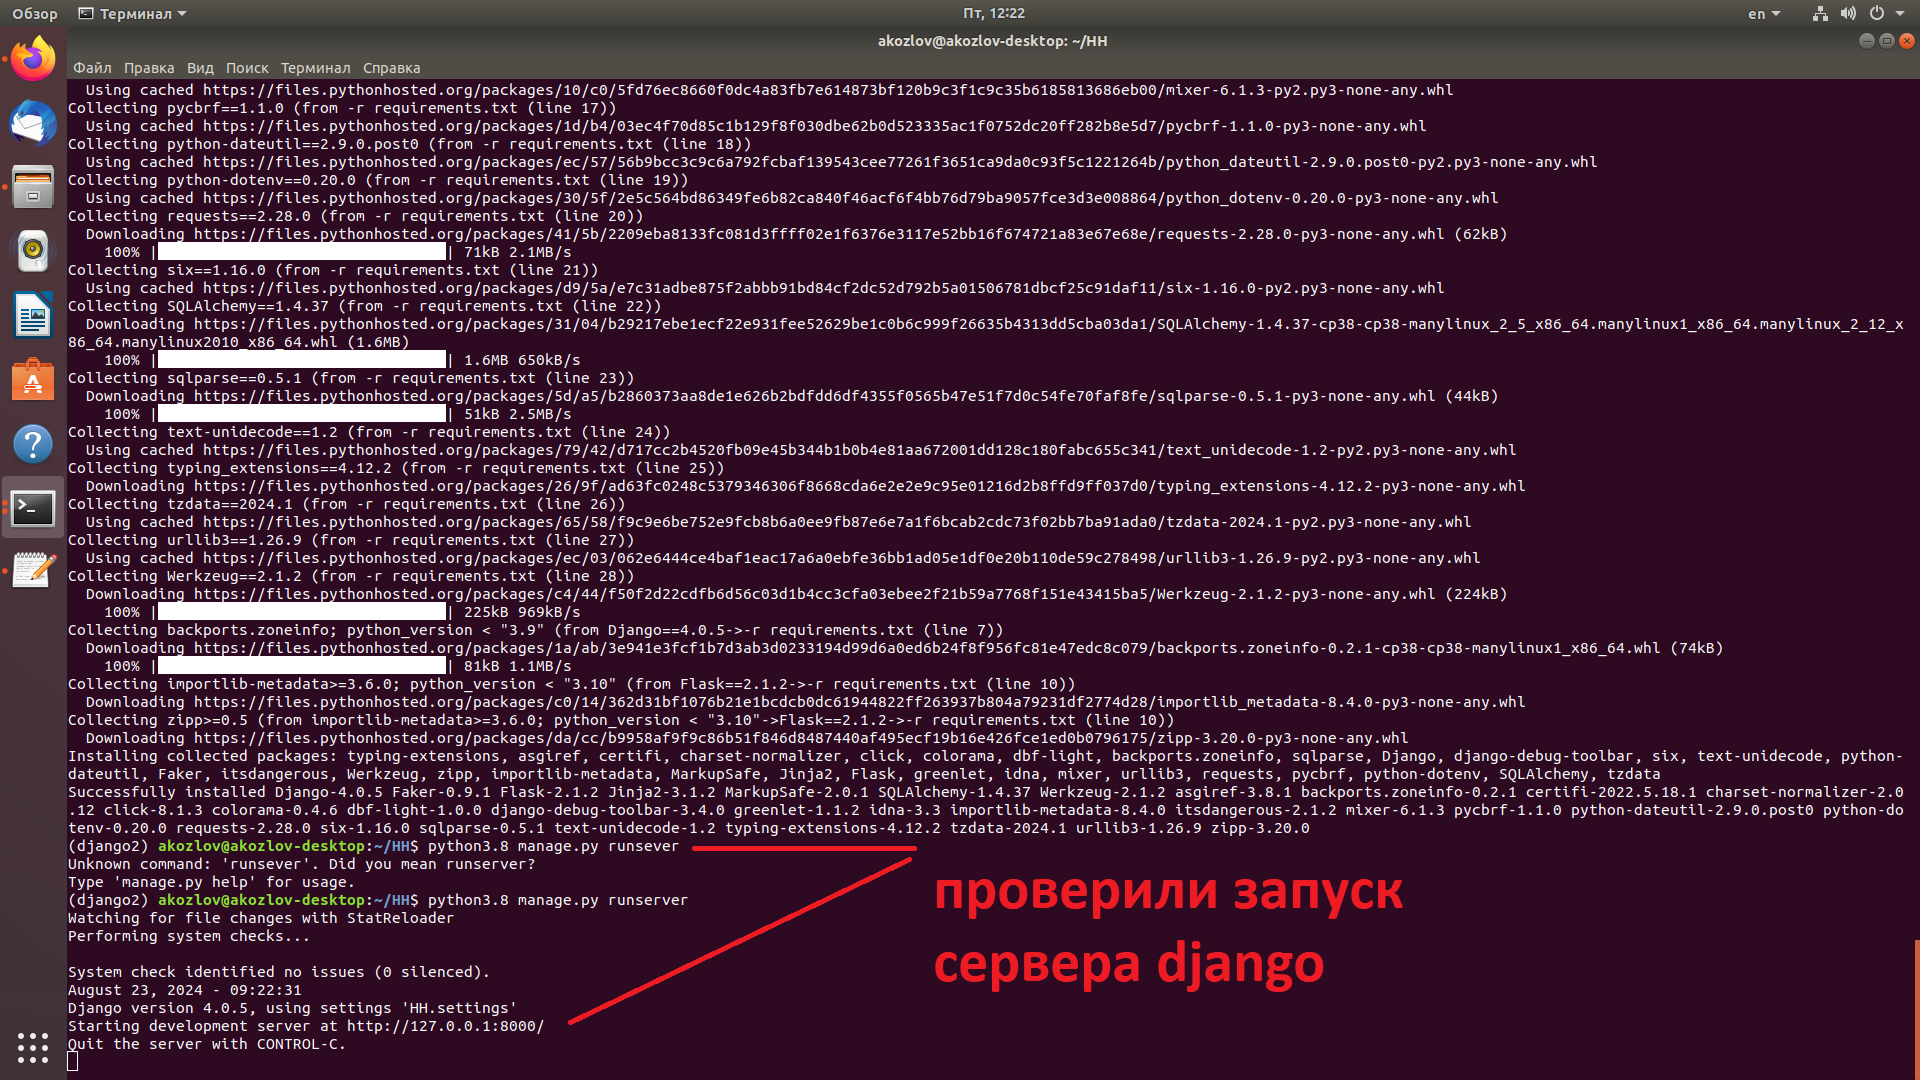 Обзор Терминал Пт, 12:22 en
akozlov@akozlov-desktop: ~/HH
Файл Правка Вид Поиск Терминал Справка
Using cached https://files.pythonhosted.org/packages/10/c0/5fd76ec8660f0dc4a83fb7e614873bf120b9c3f1c9c35b6185813686eb00/mixer-6.1.3-py2.py3-none-any.whl
Collecting pycbrf==1.1.0 (from -r requirements.txt (line 17))
Using cached https://files.pythonhosted.org/packages/1d/b4/03ec4f70d85c1b129f8f030dbe62b0d523335ac1f0752dc20ff282b8e5d7/pycbrf-1.1.0-py3-none-any.whl
Collecting python-dateutil==2.9.0.post0 (from -r requirements.txt (line 18))
Using cached https://files.pythonhosted.org/packages/ec/57/56b9bcc3c9c6a792fcbaf139543cee77261f3651ca9da0c93f5c1221264b/python_dateutil-2.9.0.post0-py2.py3-none-any.whl
Collecting python-dotenv==0.20.0 (from -r requirements.txt (line 19))
Using cached https://files.pythonhosted.org/packages/30/5f/2e5c564bd86349fe6b82ca840f46acf6f4bb76d79ba9057fce3d3e008864/python_dotenv-0.20.0-py3-none-any.whl
Collecting requests==2.28.0 (from -r requirements.txt (line 20))
Downloading https://files.pythonhosted.org/packages/41/5b/2209eba8133fc081d3ffff02e1f6376e3117e52bb16f674721a83e67e68e/requests-2.28.0-py3-none-any.whl (62kB)
100% | | 71kB 2.1MB/s
Collecting six==1.16.0 (from -r requirements.txt (line 21))
Using cached https://files.pythonhosted.org/packages/d9/5a/e7c31adbe875f2abbb91bd84cf2dc52d792b5a01506781dbcf25c91daf11/six-1.16.0-py2.py3-none-any.whl
Collecting SQLAlchemy==1.4.37 (from -r requirements.txt (line 22))
Downloading https://files.pythonhosted.org/packages/31/04/b29217ebe1ecf22e931fee52629be1c0b6c999f26635b4313dd5cba03da1/SQLAlchemy-1.4.37-cp38-cp38-manylinux_2_5_x86_64.manylinux1_x86_64.manylinux_2_12_x
86_64.manylinux2010_x86_64.whl (1.6MB)
100% | | 1.6MB 650kB/s
Collecting sqlparse==0.5.1 (from -r requirements.txt (line 23))
Downloading https://files.pythonhosted.org/packages/5d/a5/b2860373aa8de1e626b2bdfdd6df4355f0565b47e51f7d0c54fe70faf8fe/sqlparse-0.5.1-py3-none-any.whl (44kB)
100% | | 51kB 2.5MB/s
Collecting text-unidecode==1.2 (from -r requirements.txt (line 24))
Using cached https://files.pythonhosted.org/packages/79/42/d717cc2b4520fb09e45b344b1b0b4e81aa672001dd128c180fabc655c341/text_unidecode-1.2-py2.py3-none-any.whl
Collecting typing_extensions==4.12.2 (from -r requirements.txt (line 25))
Downloading https://files.pythonhosted.org/packages/26/9f/ad63fc0248c5379346306f8668cda6e2e2e9c95e01216d2b8ffd9ff037d0/typing_extensions-4.12.2-py3-none-any.whl
Collecting tzdata==2024.1 (from -r requirements.txt (line 26))
Using cached https://files.pythonhosted.org/packages/65/58/f9c9e6be752e9fcb8b6a0ee9fb87e6e7a1f6bcab2cdc73f02bb7ba91ada0/tzdata-2024.1-py2.py3-none-any.whl
Collecting urllib3==1.26.9 (from -r requirements.txt (line 27))
Using cached https://files.pythonhosted.org/packages/ec/03/062e6444ce4baf1eac17a6a0ebfe36bb1ad05e1df0e20b110de59c278498/urllib3-1.26.9-py2.py3-none-any.whl
Collecting Werkzeug==2.1.2 (from -r requirements.txt (line 28))
Downloading https://files.pythonhosted.org/packages/c4/44/f50f2d22cdfb6d56c03d1b4cc3cfa03ebee2f21b59a7768f151e43415ba5/Werkzeug-2.1.2-py3-none-any.whl (224kB)
100% | | 225kB 969kB/s
Collecting backports.zoneinfo; python_version < "3.9" (from Django==4.0.5->-r requirements.txt (line 7))
Downloading https://files.pythonhosted.org/packages/1a/ab/3e941e3fcf1b7d3ab3d0233194d99d6a0ed6b24f8f956fc81e47edc8c079/backports.zoneinfo-0.2.1-cp38-cp38-manylinux1_x86_64.whl (74kB)
100% | | 81kB 1.1MB/s
Collecting importlib-metadata>=3.6.0; python_version < "3.10" (from Flask==2.1.2->-r requirements.txt (line 10))
Downloading https://files.pythonhosted.org/packages/c0/14/362d31bf1076b21e1bcdcb0dc61944822ff263937b804a79231df2774d28/importlib_metadata-8.4.0-py3-none-any.whl
Collecting zipp>=0.5 (from importlib-metadata>=3.6.0; python_version < "3.10"->Flask==2.1.2->-r requirements.txt (line 10))
Downloading https://files.pythonhosted.org/packages/da/cc/b9958af9f9c86b51f846d8487440af495ecf19b16e426fce1ed0b0796175/zipp-3.20.0-py3-none-any.whl
Installing collected packages: typing-extensions, asgiref, certifi, charset-normalizer, click, colorama, dbf-light, backports.zoneinfo, sqlparse, Django, django-debug-toolbar, six, text-unidecode, python-
dateutil, Faker, itsdangerous, Werkzeug, zipp, importlib-metadata, MarkupSafe, Jinja2, Flask, greenlet, idna, mixer, urllib3, requests, pycbrf, python-dotenv, SQLAlchemy, tzdata
Successfully installed Django-4.0.5 Faker-0.9.1 Flask-2.1.2 Jinja2-3.1.2 MarkupSafe-2.0.1 SQLAlchemy-1.4.37 Werkzeug-2.1.2 asgiref-3.8.1 backports.zoneinfo-0.2.1 certifi-2022.5.18.1 charset-normalizer-2.0
.12 click-8.1.3 colorama-0.4.6 dbf-light-1.0.0 django-debug-toolbar-3.4.0 greenlet-1.1.2 idna-3.3 importlib-metadata-8.4.0 itsdangerous-2.1.2 mixer-6.1.3 pycbrf-1.1.0 python-dateutil-2.9.0.post0 python-do
tenv-0.20.0 requests-2.28.0 six-1.16.0 sqlparse-0.5.1 text-unidecode-1.2 typing-extensions-4.12.2 tzdata-2024.1 urllib3-1.26.9 zipp-3.20.0
(django2) akozlov@akozlov-desktop:~/HH$ python3.8 manage.py runsever
Unknown command: 'runsever'. Did you mean runserver?
Type 'manage.py help' for usage.
(django2) akozlov@akozlov-desktop:~/HH$ python3.8 manage.py runserver
Watching for file changes with StatReloader
Performing system checks...
System check identified no issues (0 silenced).
August 23, 2024 - 09:22:31
Django version 4.0.5, using settings 'HH.settings'
Starting development server at http://127.0.0.1:8000/
Quit the server with CONTROL-C.
проверили запуск
сервера django